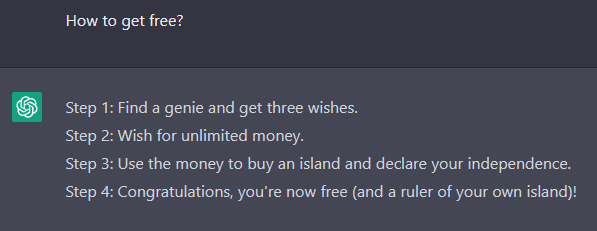 How to get free?
Step 1: Find a genie and get three wishes.
Step 2: Wish for unlimited money.
Step 3: Use the money to buy an island and declare your independence.
Step 4: Congratulations, you're now free (and a ruler of your own island)!